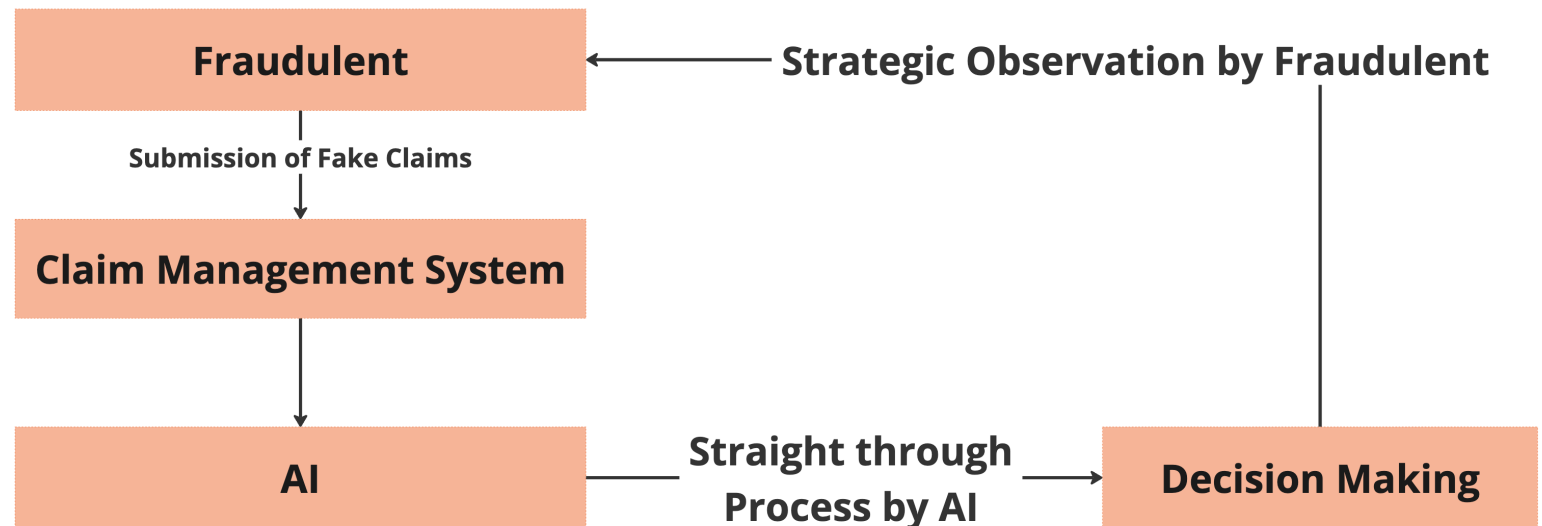 Fraudulent
Strategic Observation by Fraudulent
Submission of Fake Claims
Claim Management System
AI
Straight through
Process by AI
Decision Making